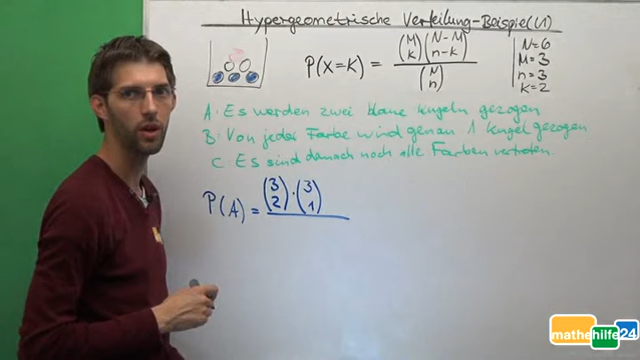 Hypergeometrische Verteilung-Beispiel (1)
P(X=K) = (M K) (N-M n-K) / (N n)
N=6
M=3
n=3
K=2
A: Es werden zwei blaue Kugeln gezogen
B: Von jeder Farbe wird genau 1 Kugel gezogen
C: Es sind danach noch alle Farben vertreten.
P(A) = (3 2) · (3 1)
mathehilfe24